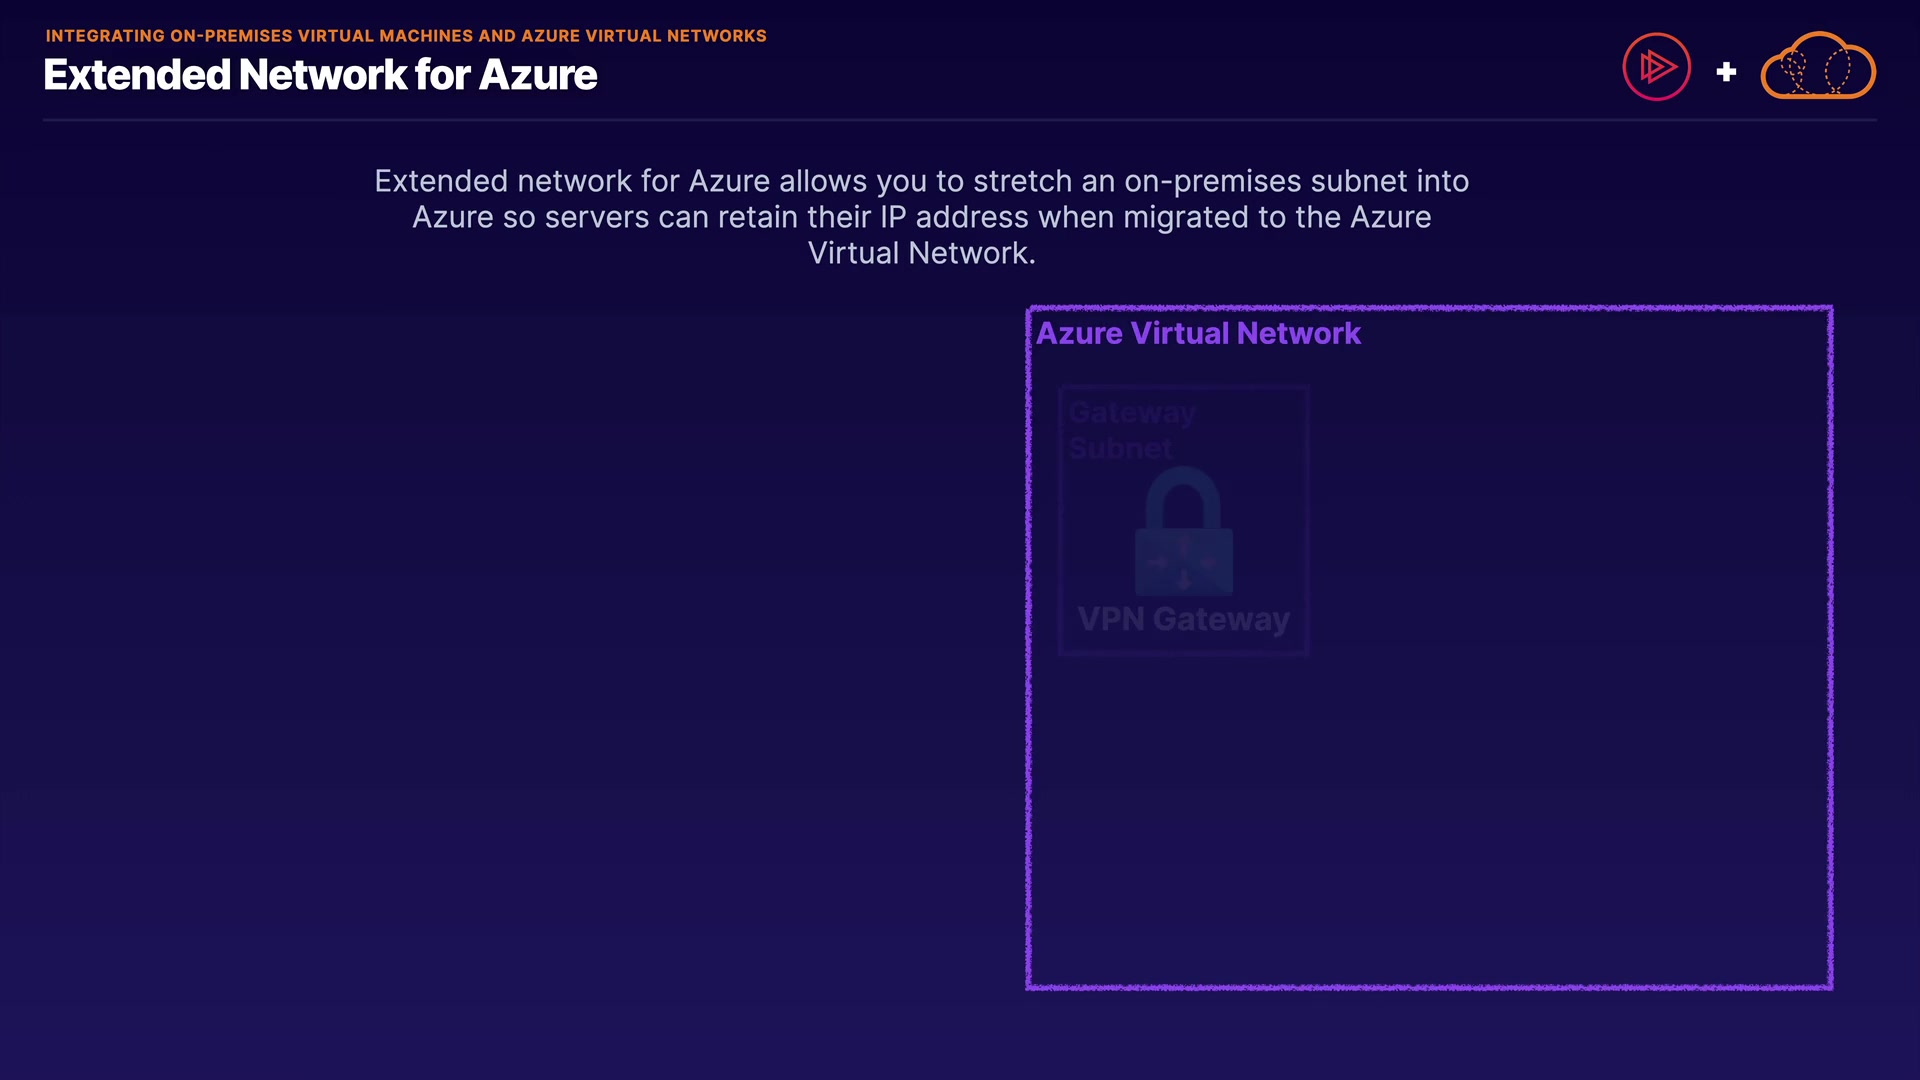 INTEGRATING ON-PREMISES VIRTUAL MACHINES AND AZURE VIRTUAL NETWORKS
Extended Network for Azure
Extended network for Azure allows you to stretch an on-premises subnet into
Azure so servers can retain their IP address when migrated to the Azure
Virtual Network.
Azure Virtual Network
Gateway
Subnet
VPN Gateway